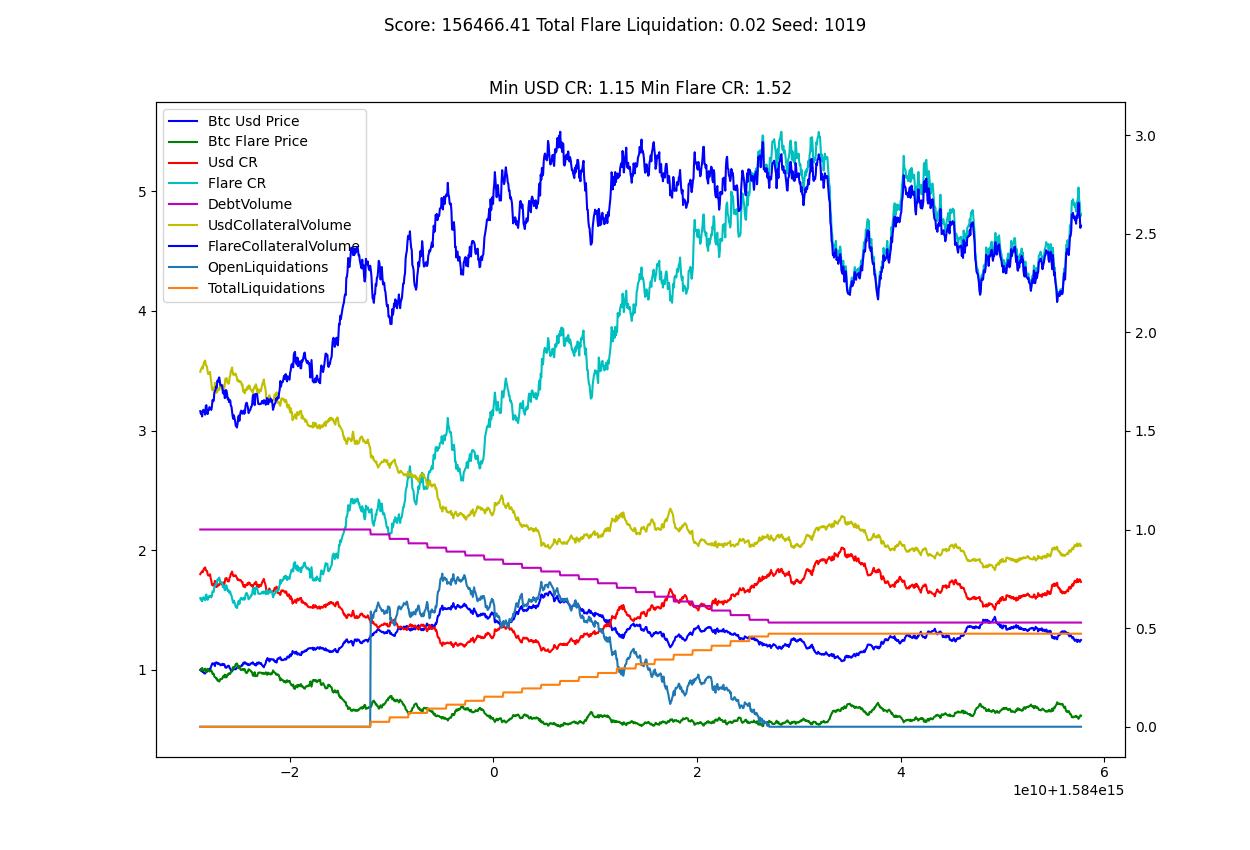 Score: 156466.41 Total Flare Liquidation: 0.02 Seed: 1019
Min USD CR: 1.15 Min Flare CR: 1.52
Btc Usd Price
Btc Flare Price
Usd CR
Flare CR
DebtVolume
UsdCollateralVolume
FlareCollateralVolume
OpenLiquidations
TotalLiquidations
5
4
3
2
1
3.0
2.5
2.0
1.5
1.0
0.5
0.0
−2 0 2 4 6
1e10+1.584e15